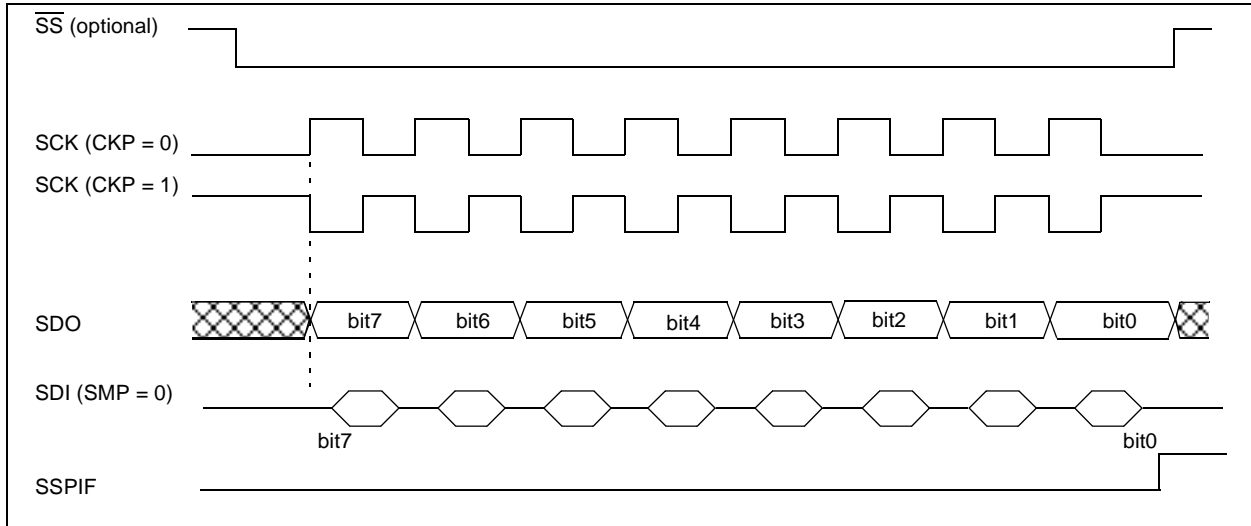 SS (optional)
SCK (CKP = 0)
SCK (CKP = 1)
SDO
bit7 bit6 bit5 bit4 bit3 bit2 bit1 bit0
SDI (SMP = 0)
bit7 bit0
SSPIF